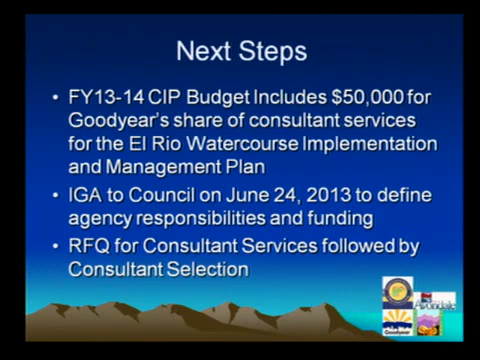 Next Steps
• FY13-14 CIP Budget Includes $50,000 for
Goodyear's share of consultant services
for the El Rio Watercourse Implementation
and Management Plan
• IGA to Council on June 24, 2013 to define
agency responsibilities and funding
• RFQ for Consultant Services followed by
Consultant Selection
Avondale
Goodyear